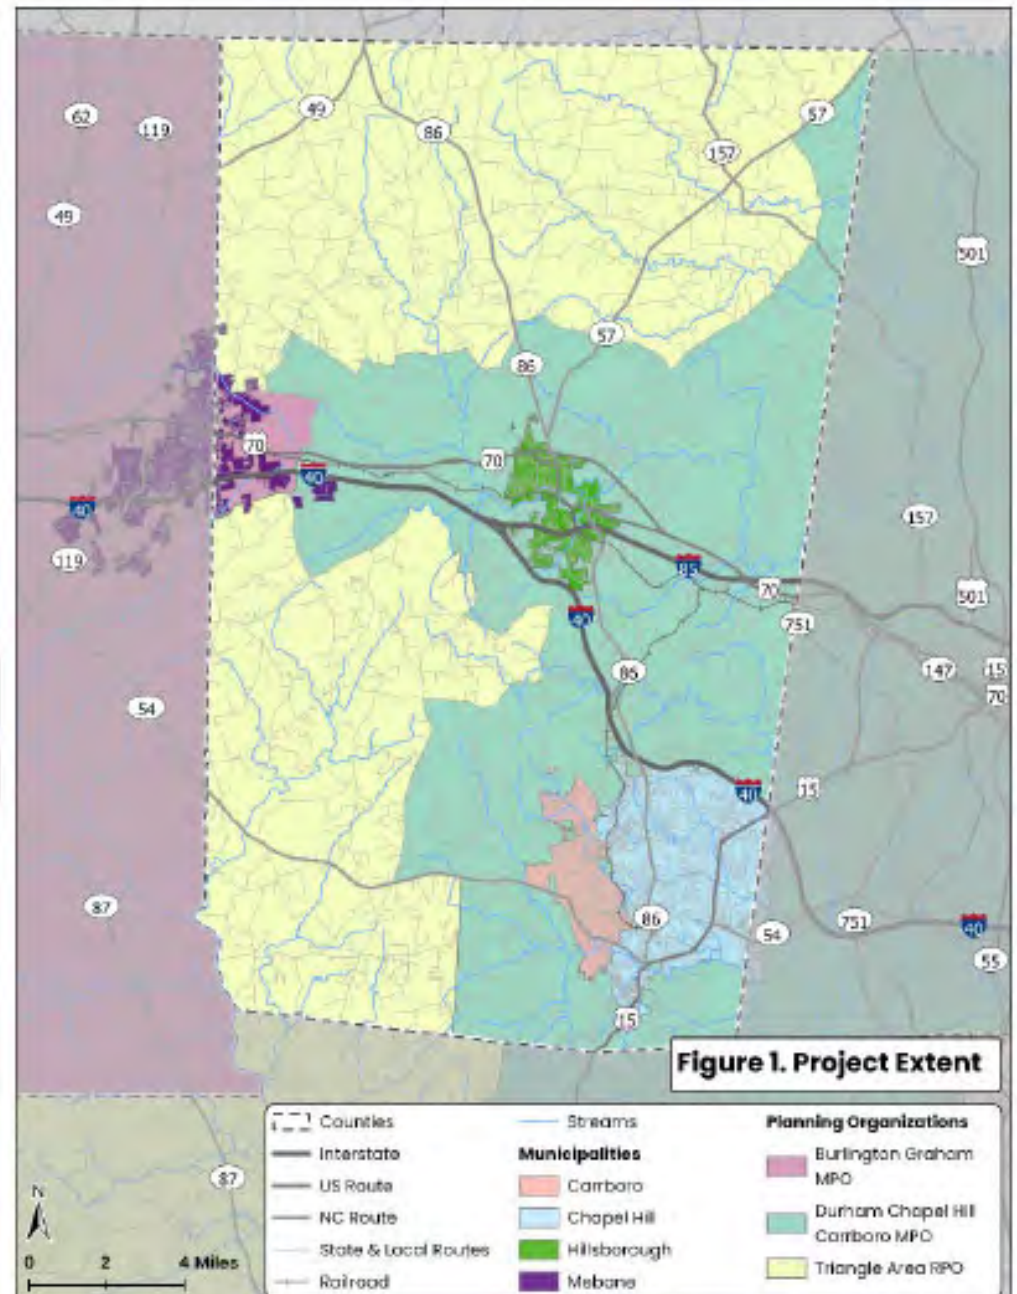 62
119
49
86
57
157
49
501
57
86
70
70
40
40
157
119
85
70
501
40
751
86
147
15
70
54
40
15
87
86
54
751
40
55
15
Figure 1. Project Extent
Counties
Interstate
US Route
NC Route
State & Local Routes
Railroad
Streams
Municipalities
Carrboro
Chapel Hill
Hillsborough
Mebane
Planning Organizations
Burlington Graham
MPO
Durham Chapel Hill
Carrboro MPO
Triangle Area RPO
87
N
0 2 4 Miles